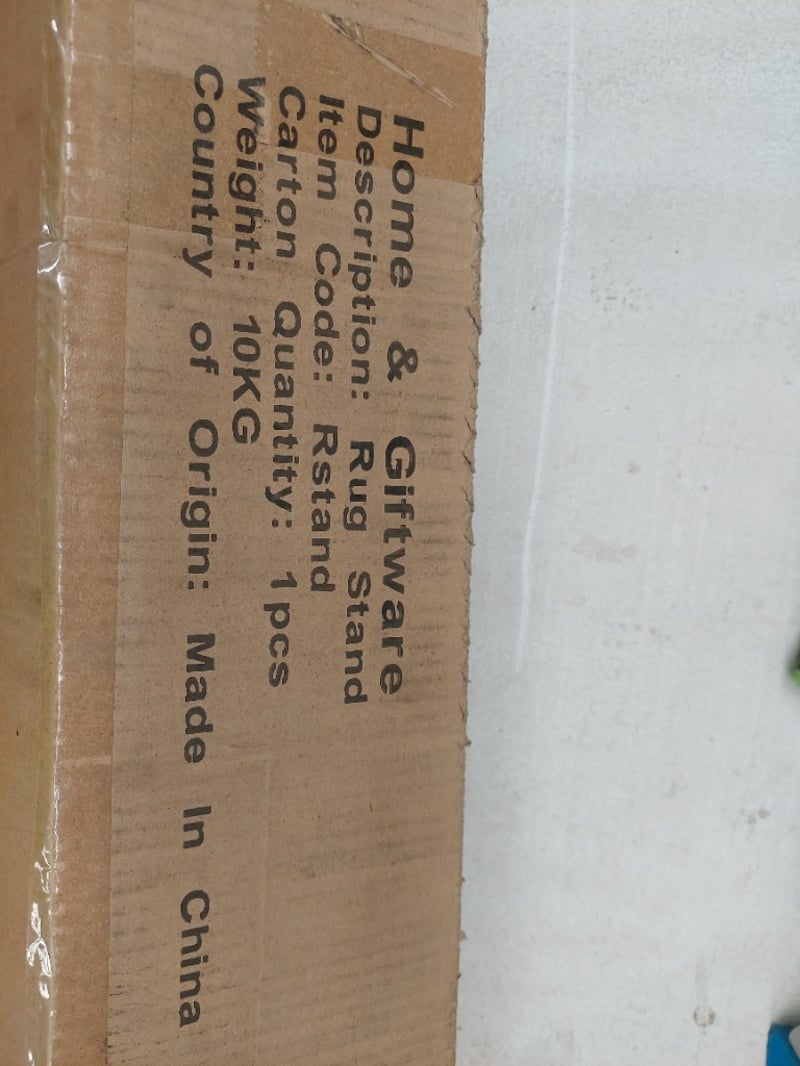 Home & Giftware
Description: Rug Stand
Item Code: Rstand
Carton Quantity: 1pcs
Weight: 10KG
Country of Origin: Made In China